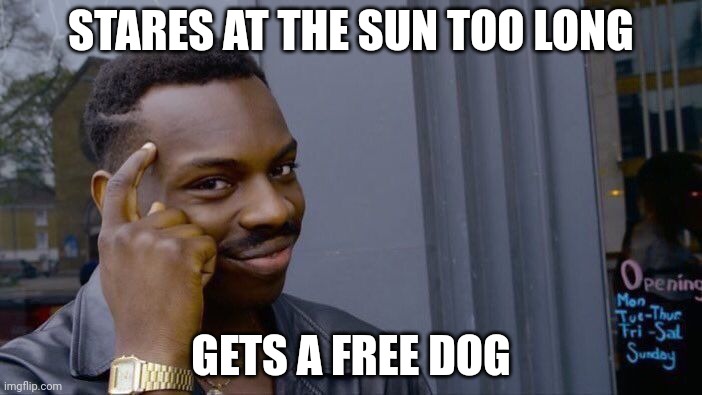 STARES AT THE SUN TOO LONG
GETS A FREE DOG
Opening
Mon
Tue-Thur
Fri-Sat
Sunday
imgflip.com